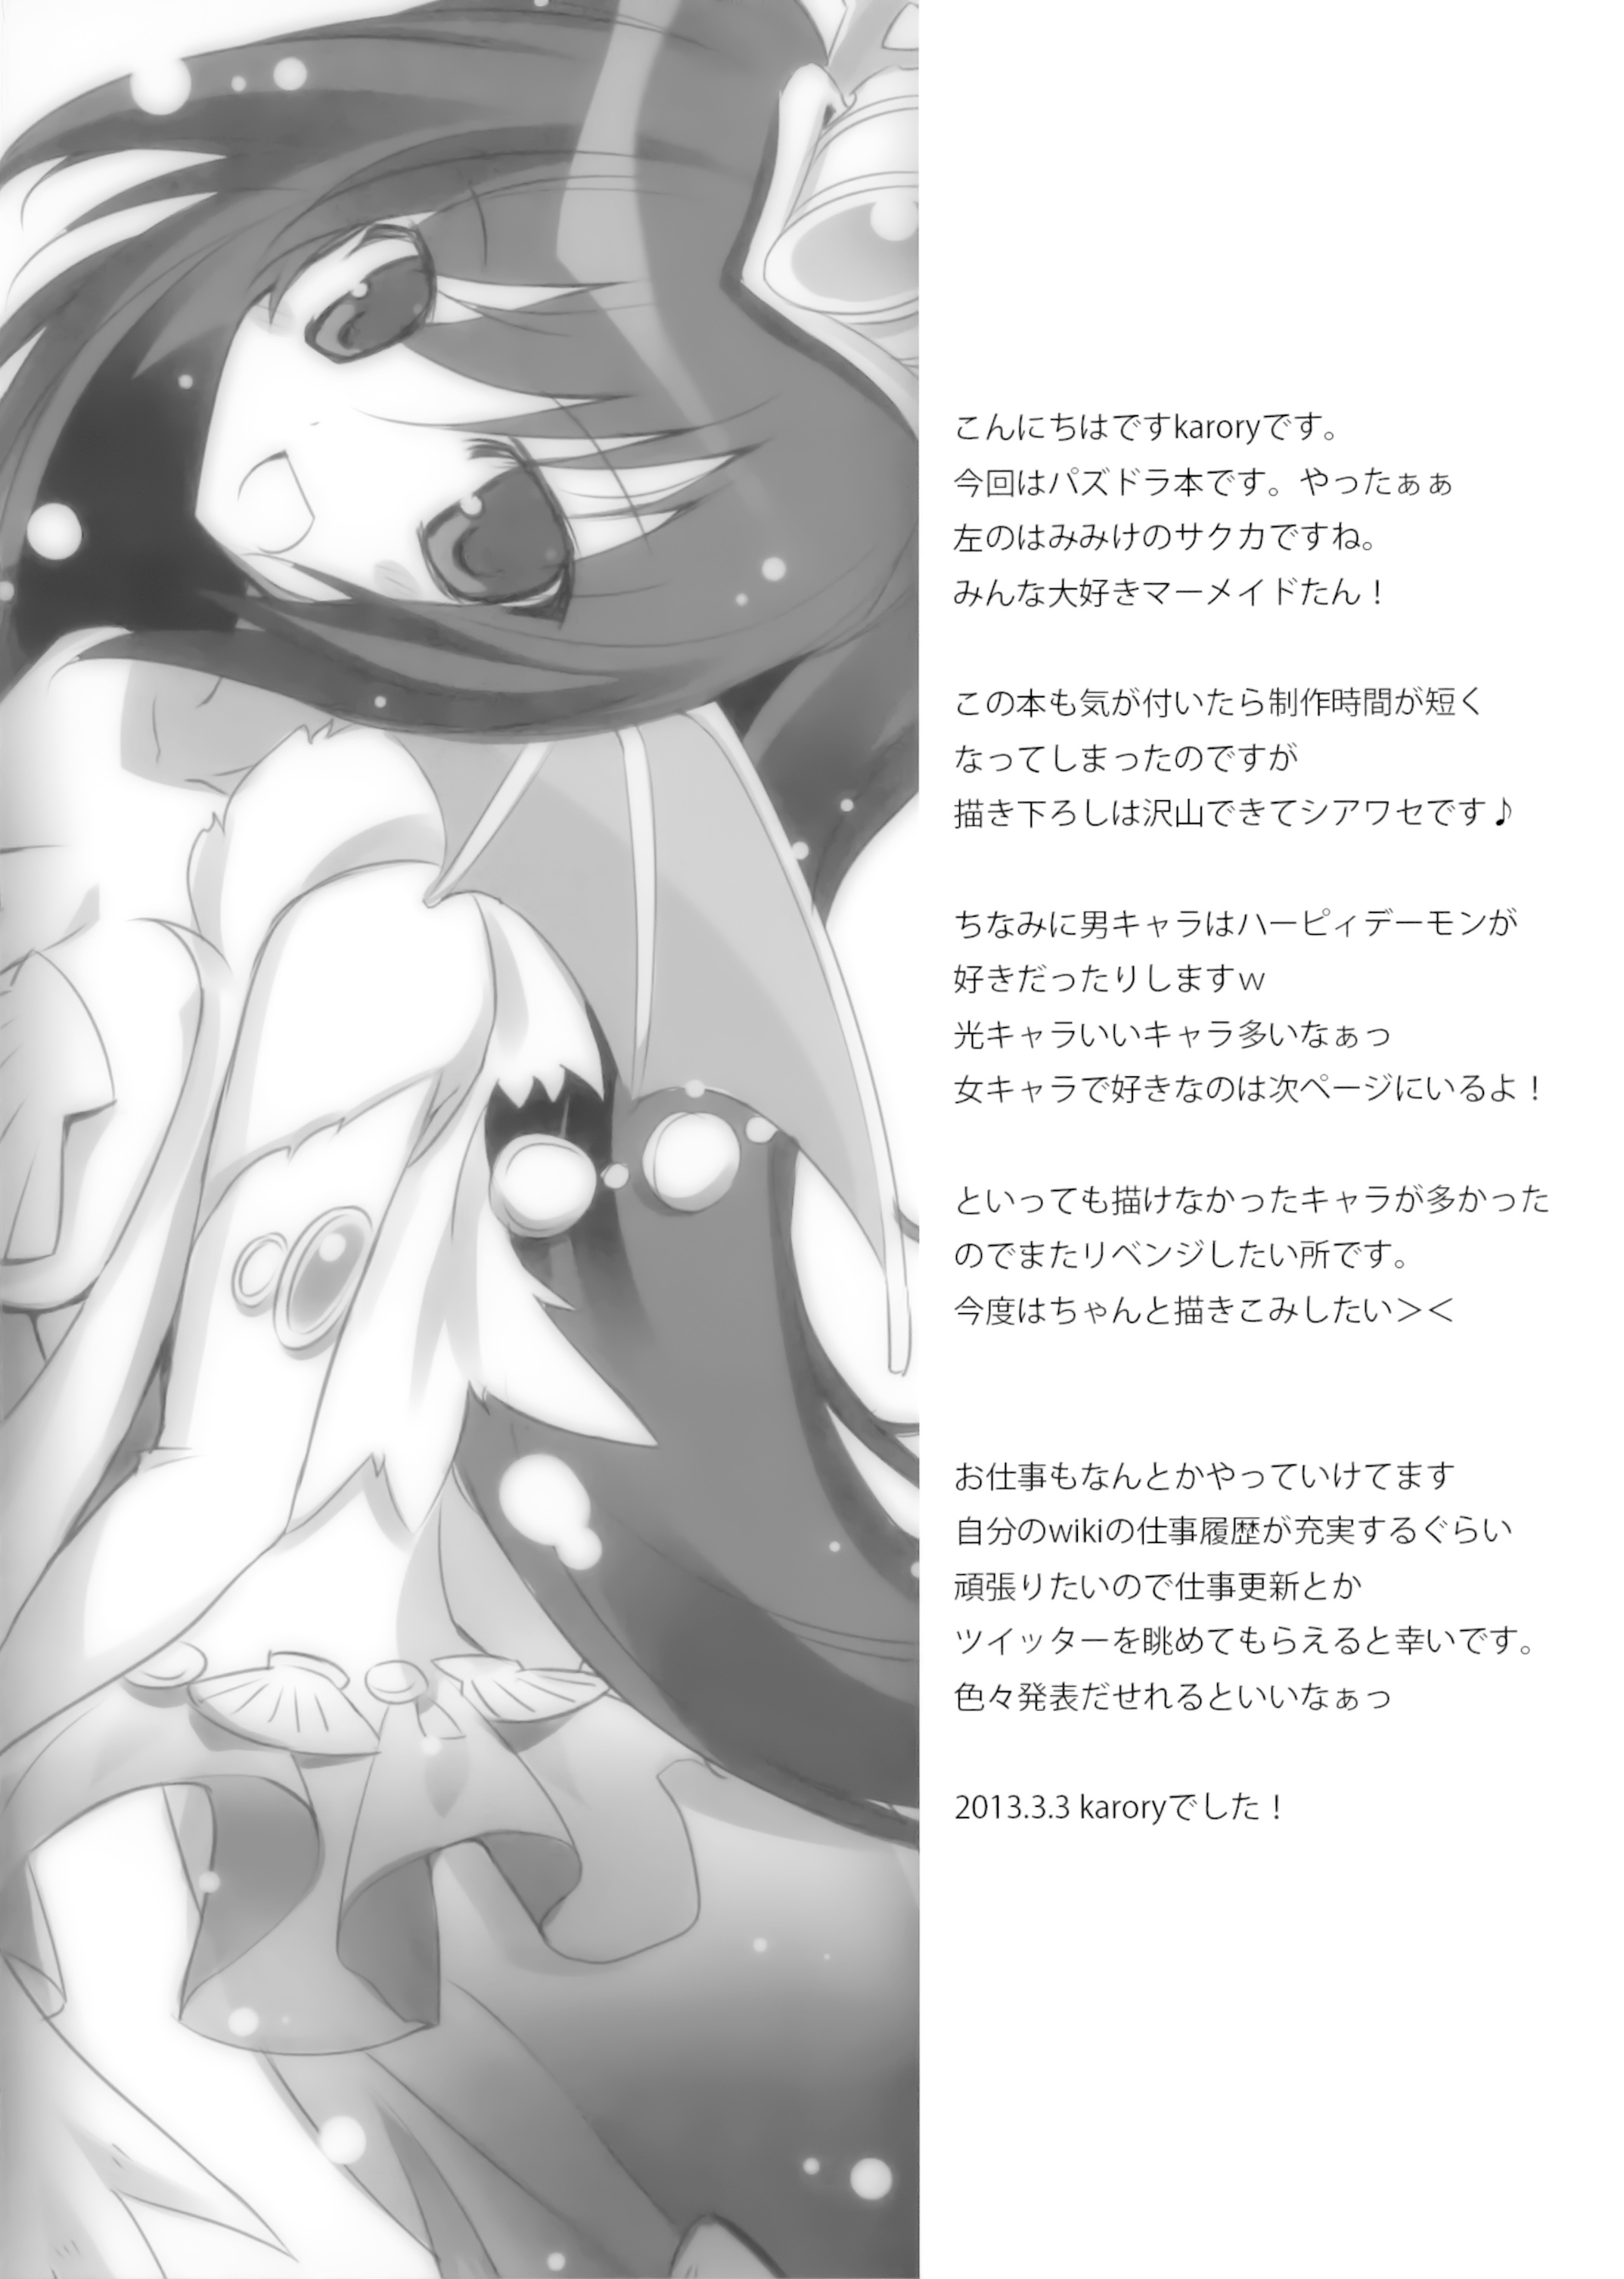 こんにちはですkaroryです。
今回はパズドラ本です。やったぁぁ
左のはみみけのサクカですね。
みんな大好きマーメイドたん！
この本も気が付いたら制作時間が短く
なってしまったのですが
描き下ろしは沢山できてシアワセです♪
ちなみに男キャラはハーピィデーモンが
好きだったりしますｗ
光キャラいいキャラ多いなぁっ
女キャラで好きなのは次ページにいるよ！
といっても描けなかったキャラが多かった
のでまたリベンジしたい所です。
今度はちゃんと描きこみしたい＞＜
お仕事もなんとかやっていけてます
自分のwikiの仕事履歴が充実するぐらい
頑張りたいので仕事更新とか
ツイッターを眺めてもらえると幸いです。
色々発表だせれるといいなぁっ
2013.3.3 karoryでした！